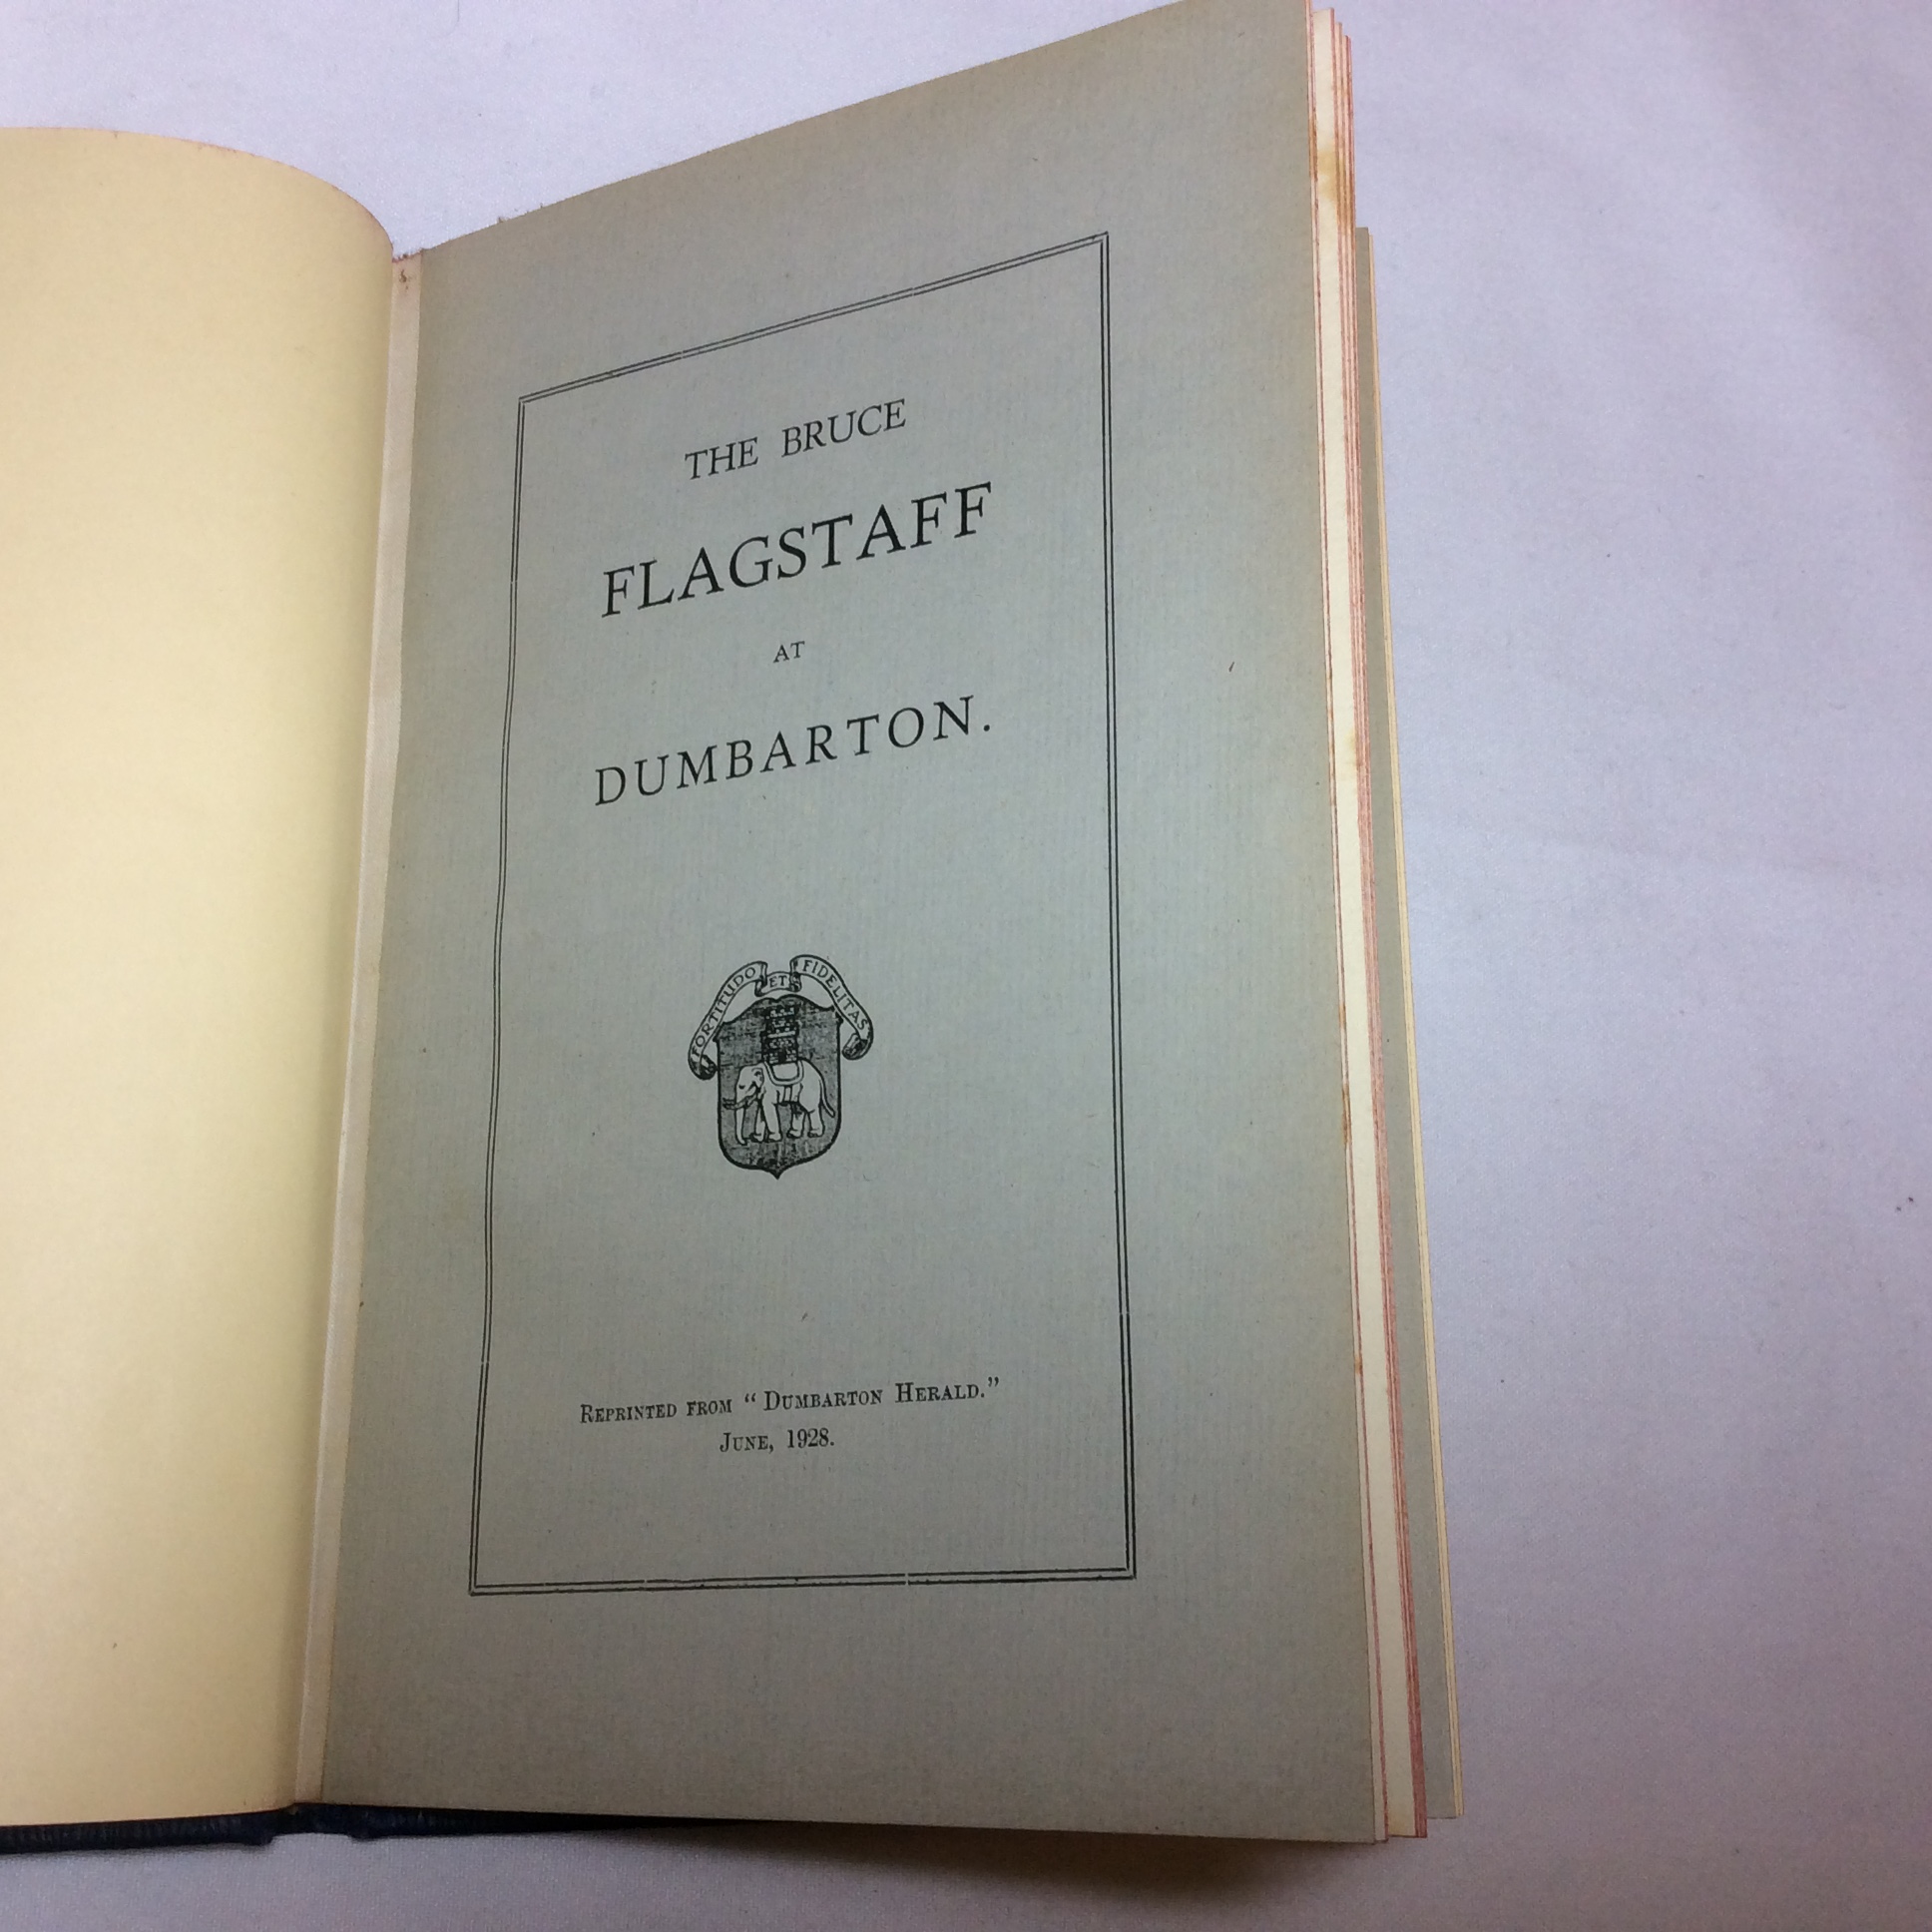 THE BRUCE
FLAGSTAFF
AT
DUMBARTON.
FORTITUDO ET FIDELITAS
REPRINTED FROM “DUMBARTON HERALD.”
JUNE, 1928.